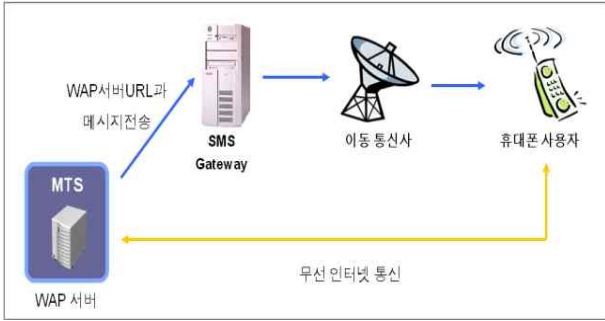 WAP서버URL과
메시지전송
SMS
Gateway
이동 통신사
휴대폰 사용자
MTS
WAP 서버
무선 인터넷 통신